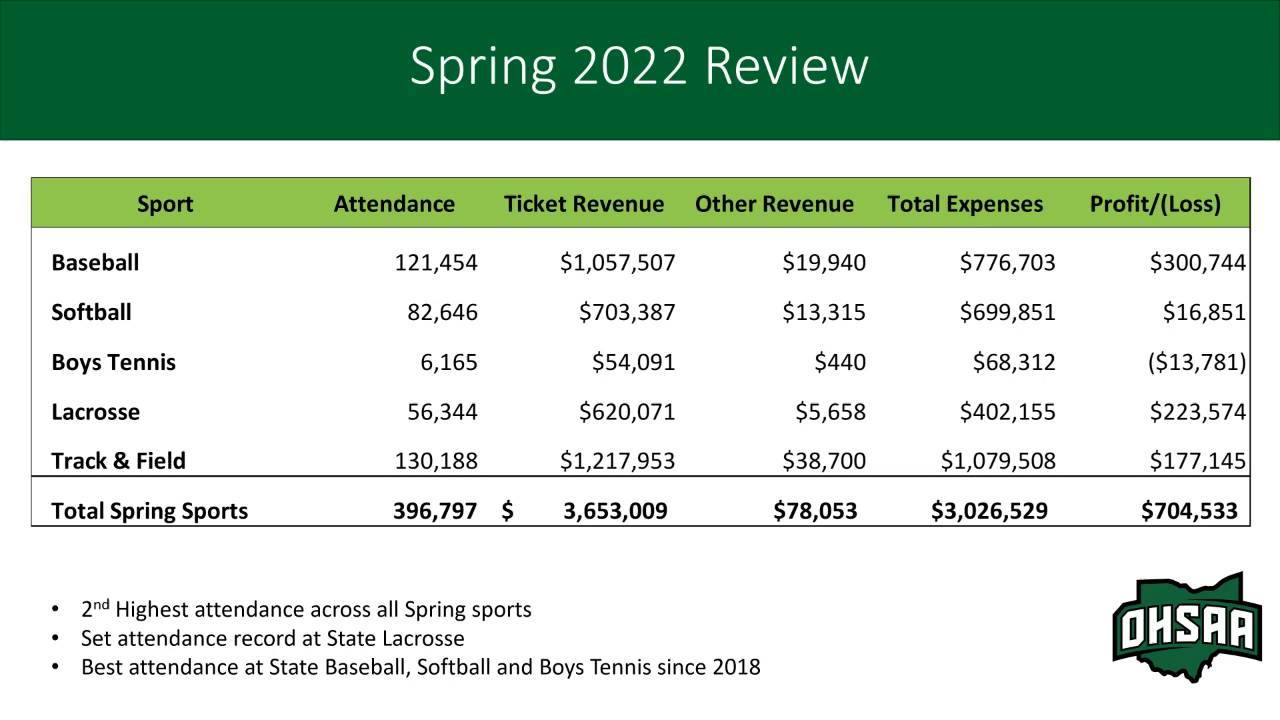 Spring 2022 Review
Sport Attendance Ticket Revenue Other Revenue Total Expenses Profit/(Loss)
Baseball 121,454 $1,057,507 $19,940 $776,703 $300,744
Softball 82,646 $703,387 $13,315 $699,851 $16,851
Boys Tennis 6,165 $54,091 $440 $68,312 ($13,781)
Lacrosse 56,344 $620,071 $5,658 $402,155 $223,574
Track & Field 130,188 $1,217,953 $38,700 $1,079,508 $177,145
Total Spring Sports 396,797 $ 3,653,009 $78,053 $3,026,529 $704,533
• 2nd Highest attendance across all Spring sports
• Set attendance record at State Lacrosse
• Best attendance at State Baseball, Softball and Boys Tennis since 2018
OHSAA